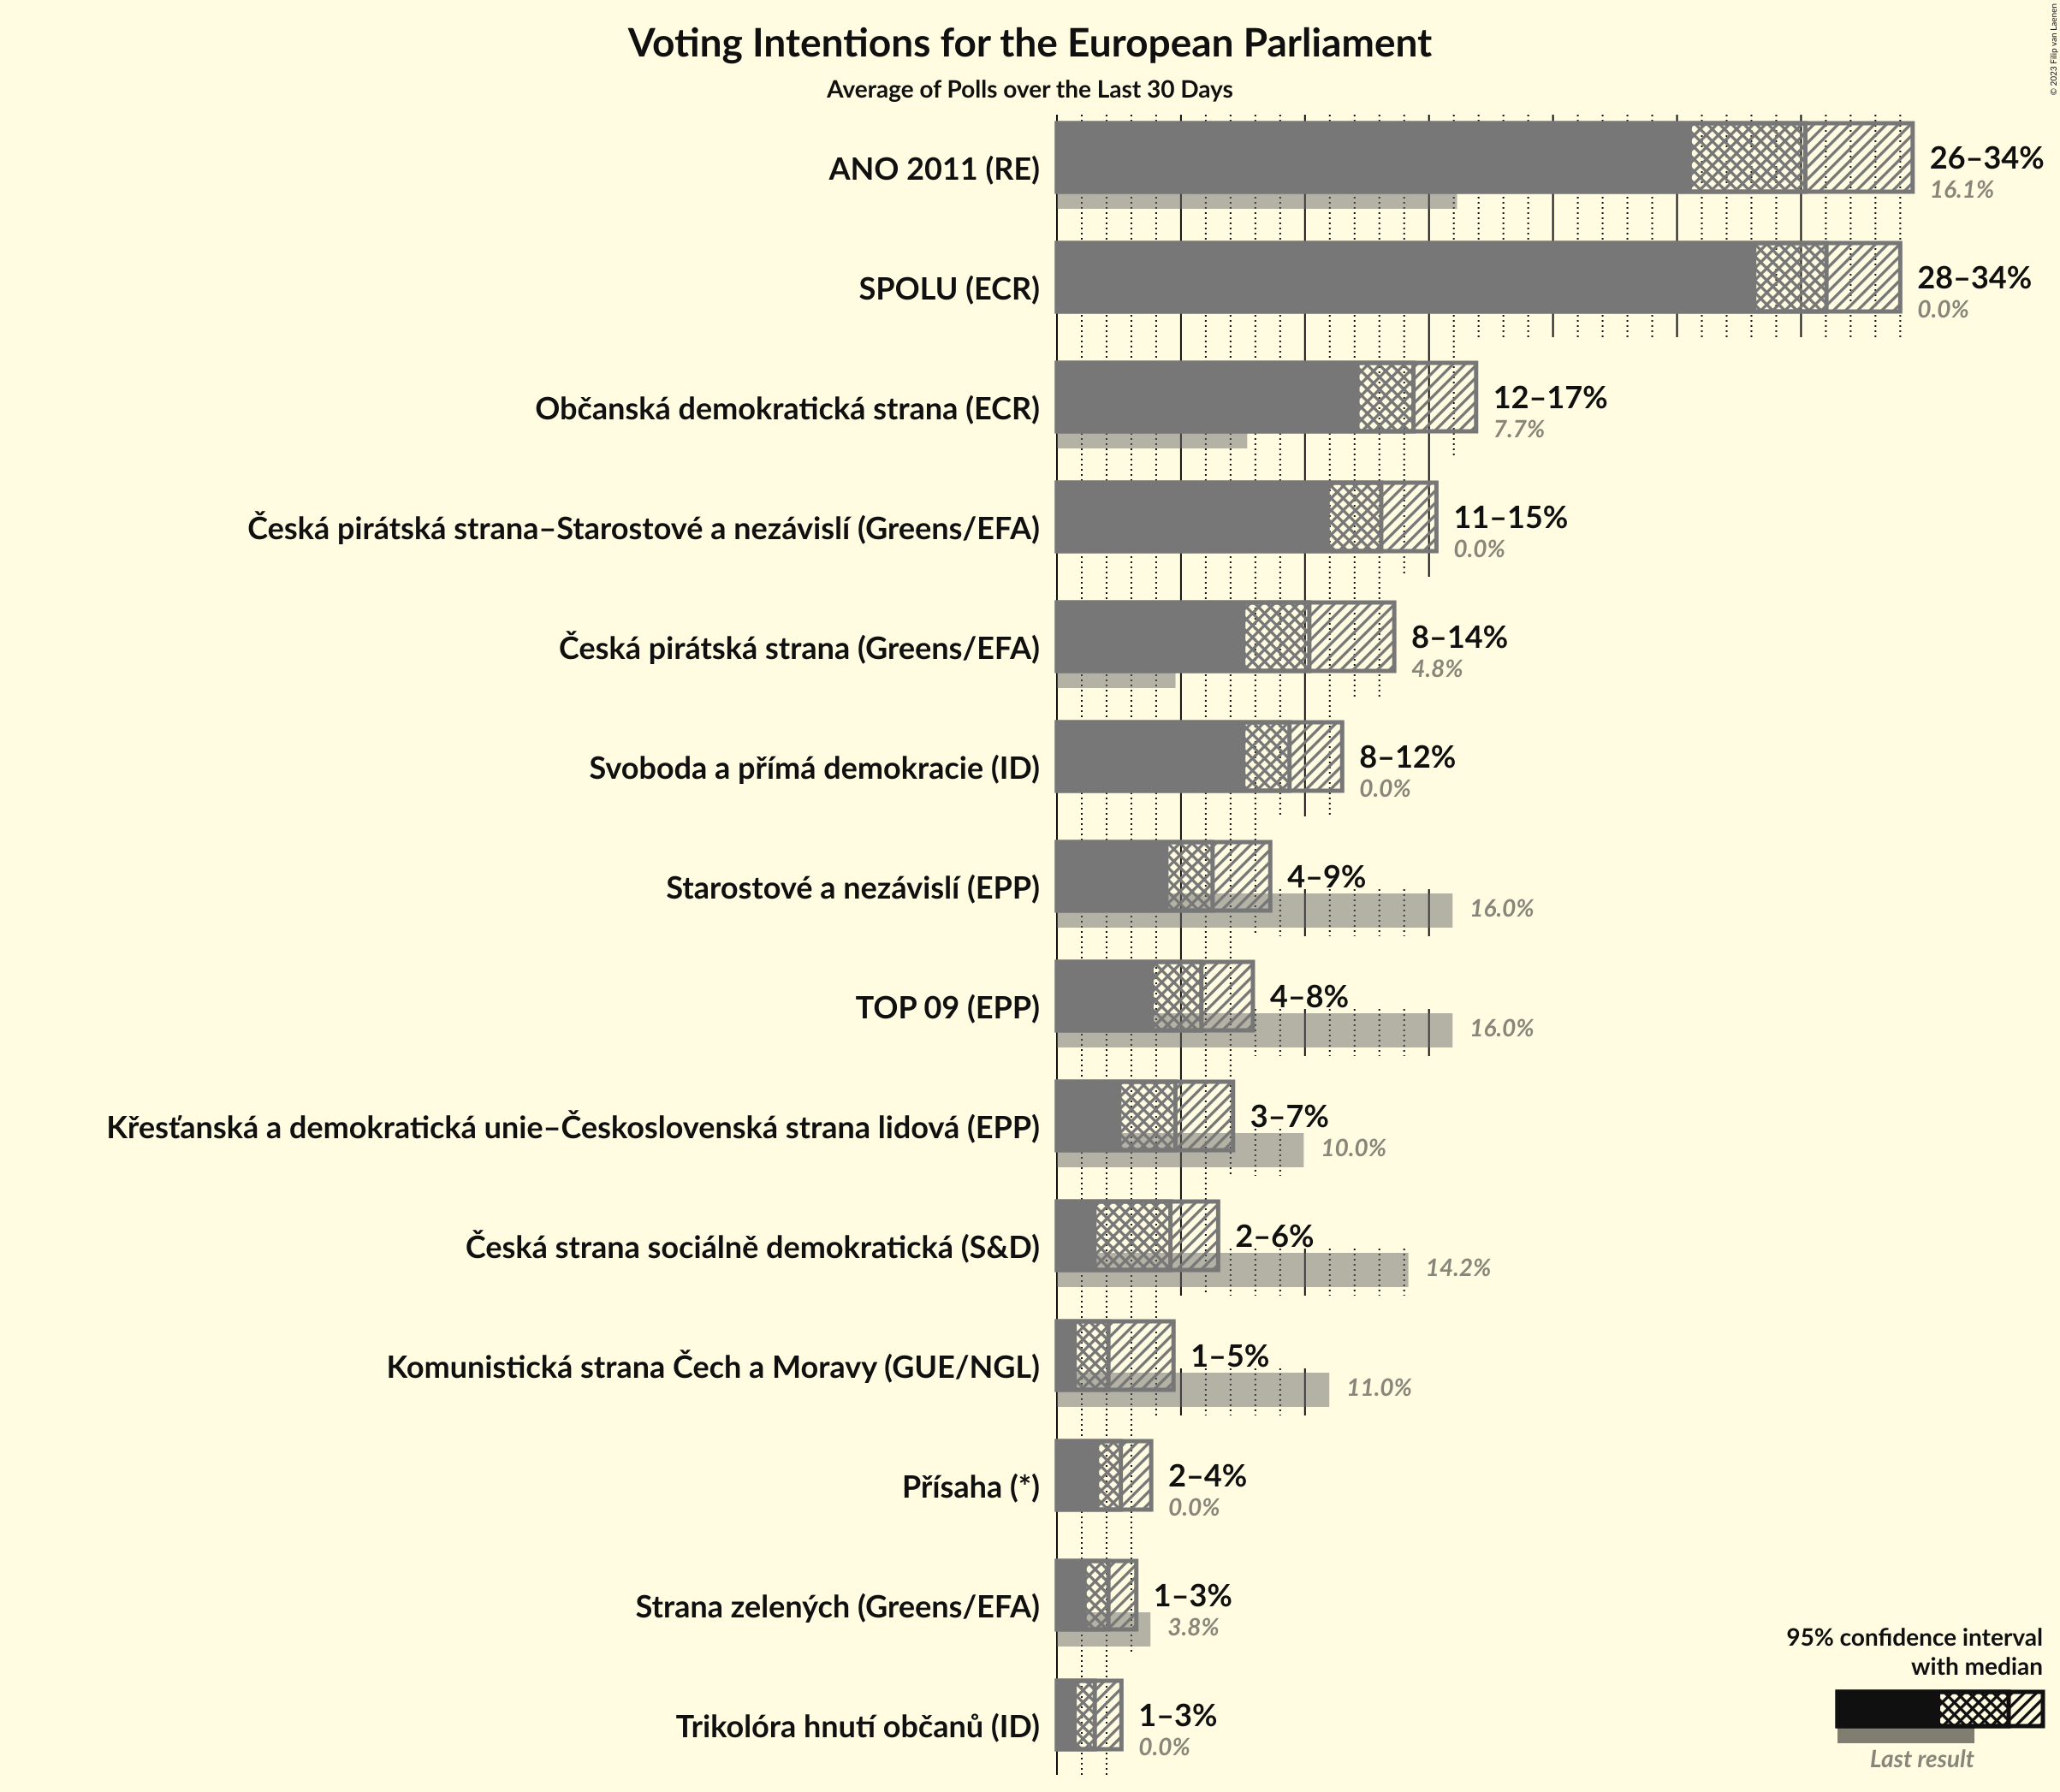 Voting Intentions for the European Parliament
Average of Polls over the Last 30 Days
© 2023 Filip van Laenen
ANO 2011 (RE)
26–34%
16.1%
SPOLU (ECR)
28–34%
0.0%
Občanská demokratická strana (ECR)
12–17%
7.7%
Česká pirátská strana–Starostové a nezávislí (Greens/EFA)
11–15%
0.0%
Česká pirátská strana (Greens/EFA)
8–14%
4.8%
Svoboda a přímá demokracie (ID)
8–12%
0.0%
Starostové a nezávislí (EPP)
4–9%
16.0%
TOP 09 (EPP)
4–8%
16.0%
Křesťanská a demokratická unie–Československá strana lidová (EPP)
3–7%
10.0%
Česká strana sociálně demokratická (S&D)
2–6%
14.2%
Komunistická strana Čech a Moravy (GUE/NGL)
1–5%
11.0%
Přísaha (*)
2–4%
0.0%
Strana zelených (Greens/EFA)
1–3%
3.8%
Trikolóra hnutí občanů (ID)
1–3%
0.0%
95% confidence interval
with median
Last result